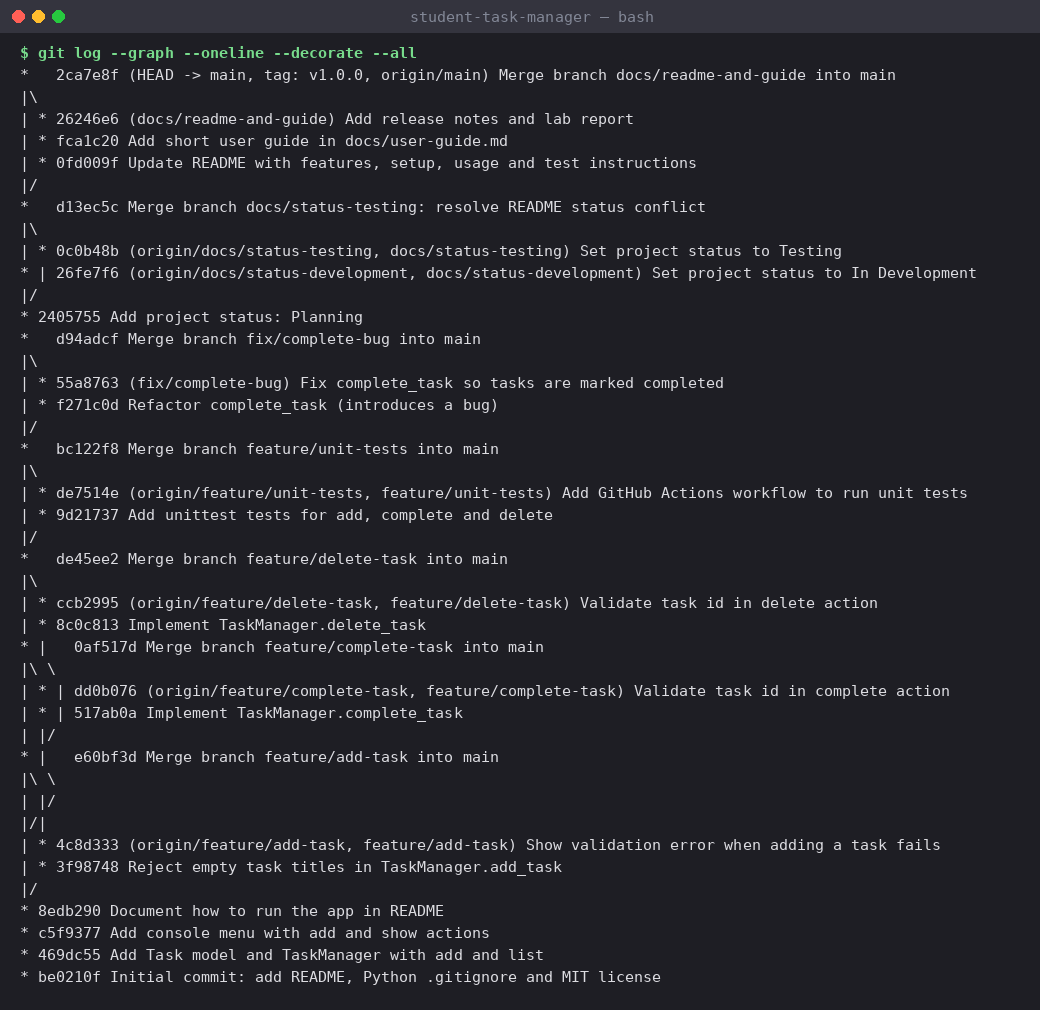 student-task-manager — bash
$ git log --graph --oneline --decorate --all
*   2ca7e8f (HEAD -> main, tag: v1.0.0, origin/main) Merge branch docs/readme-and-guide into main
|\
| * 26246e6 (docs/readme-and-guide) Add release notes and lab report
| * fca1c20 Add short user guide in docs/user-guide.md
| * 0fd009f Update README with features, setup, usage and test instructions
|/
*   d13ec5c Merge branch docs/status-testing: resolve README status conflict
|\
| * 0c0b48b (origin/docs/status-testing, docs/status-testing) Set project status to Testing
* | 26fe7f6 (origin/docs/status-development, docs/status-development) Set project status to In Development
|/
* 2405755 Add project status: Planning
*   d94adcf Merge branch fix/complete-bug into main
|\
| * 55a8763 (fix/complete-bug) Fix complete_task so tasks are marked completed
| * f271c0d Refactor complete_task (introduces a bug)
|/
*   bc122f8 Merge branch feature/unit-tests into main
|\
| * de7514e (origin/feature/unit-tests, feature/unit-tests) Add GitHub Actions workflow to run unit tests
| * 9d21737 Add unittest tests for add, complete and delete
|/
*   de45ee2 Merge branch feature/delete-task into main
|\
| * ccb2995 (origin/feature/delete-task, feature/delete-task) Validate task id in delete action
| * 8c0c813 Implement TaskManager.delete_task
* |   0af517d Merge branch feature/complete-task into main
|\ \
| * | dd0b076 (origin/feature/complete-task, feature/complete-task) Validate task id in complete action
| * | 517ab0a Implement TaskManager.complete_task
| |/
* |   e60bf3d Merge branch feature/add-task into main
|\ \
| |/
|/|
| * 4c8d333 (origin/feature/add-task, feature/add-task) Show validation error when adding a task fails
| * 3f98748 Reject empty task titles in TaskManager.add_task
|/
* 8edb290 Document how to run the app in README
* c5f9377 Add console menu with add and show actions
* 469dc55 Add Task model and TaskManager with add and list
* be0210f Initial commit: add README, Python .gitignore and MIT license